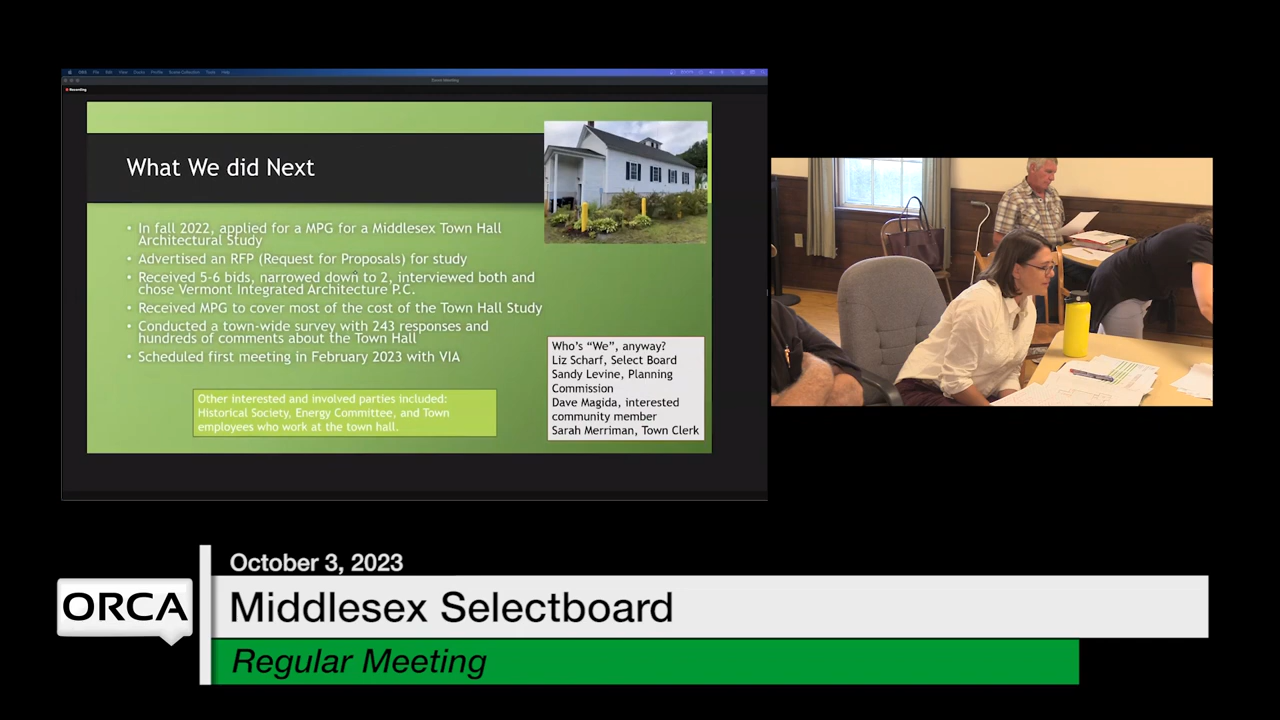 Recording
What We did Next
• In fall 2022, applied for a MPG for a Middlesex Town Hall
Architectural Study
• Advertised an RFP (Request for Proposals) for study
• Received 5-6 bids, narrowed down to 2, interviewed both and
chose Vermont Integrated Architecture P.C.
• Received MPG to cover most of the cost of the Town Hall Study
• Conducted a town-wide survey with 243 responses and
hundreds of comments about the Town Hall
• Scheduled first meeting in February 2023 with VIA
Other interested and involved parties included:
Historical Society, Energy Committee, and Town
employees who work at the town hall.
Who's “We”, anyway?
Liz Scharf, Select Board
Sandy Levine, Planning
Commission
Dave Magida, interested
community member
Sarah Merriman, Town Clerk
October 3, 2023
ORCA
Middlesex Selectboard
Regular Meeting